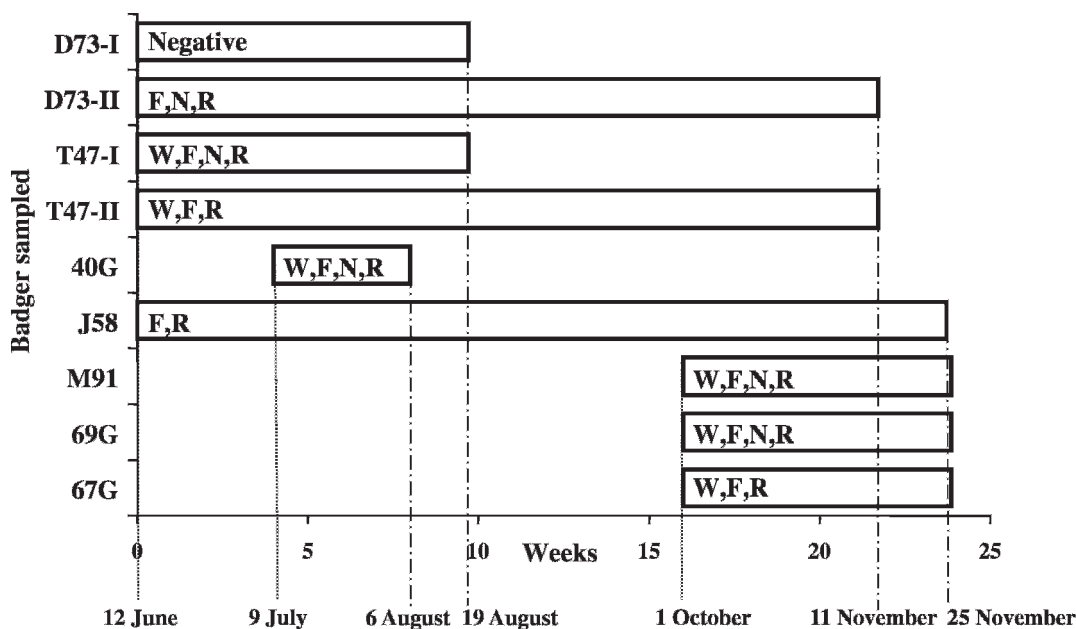 Badger sampled
D73-I Negative
D73-II F,N,R
T47-I W,F,N,R
T47-II W,F,R
40G W,F,N,R
J58 F,R
M91 W,F,N,R
69G W,F,N,R
67G W,F,R
0 5 Weeks 10 15 20 25
12 June 9 July 6 August 19 August 1 October 11 November 25 November